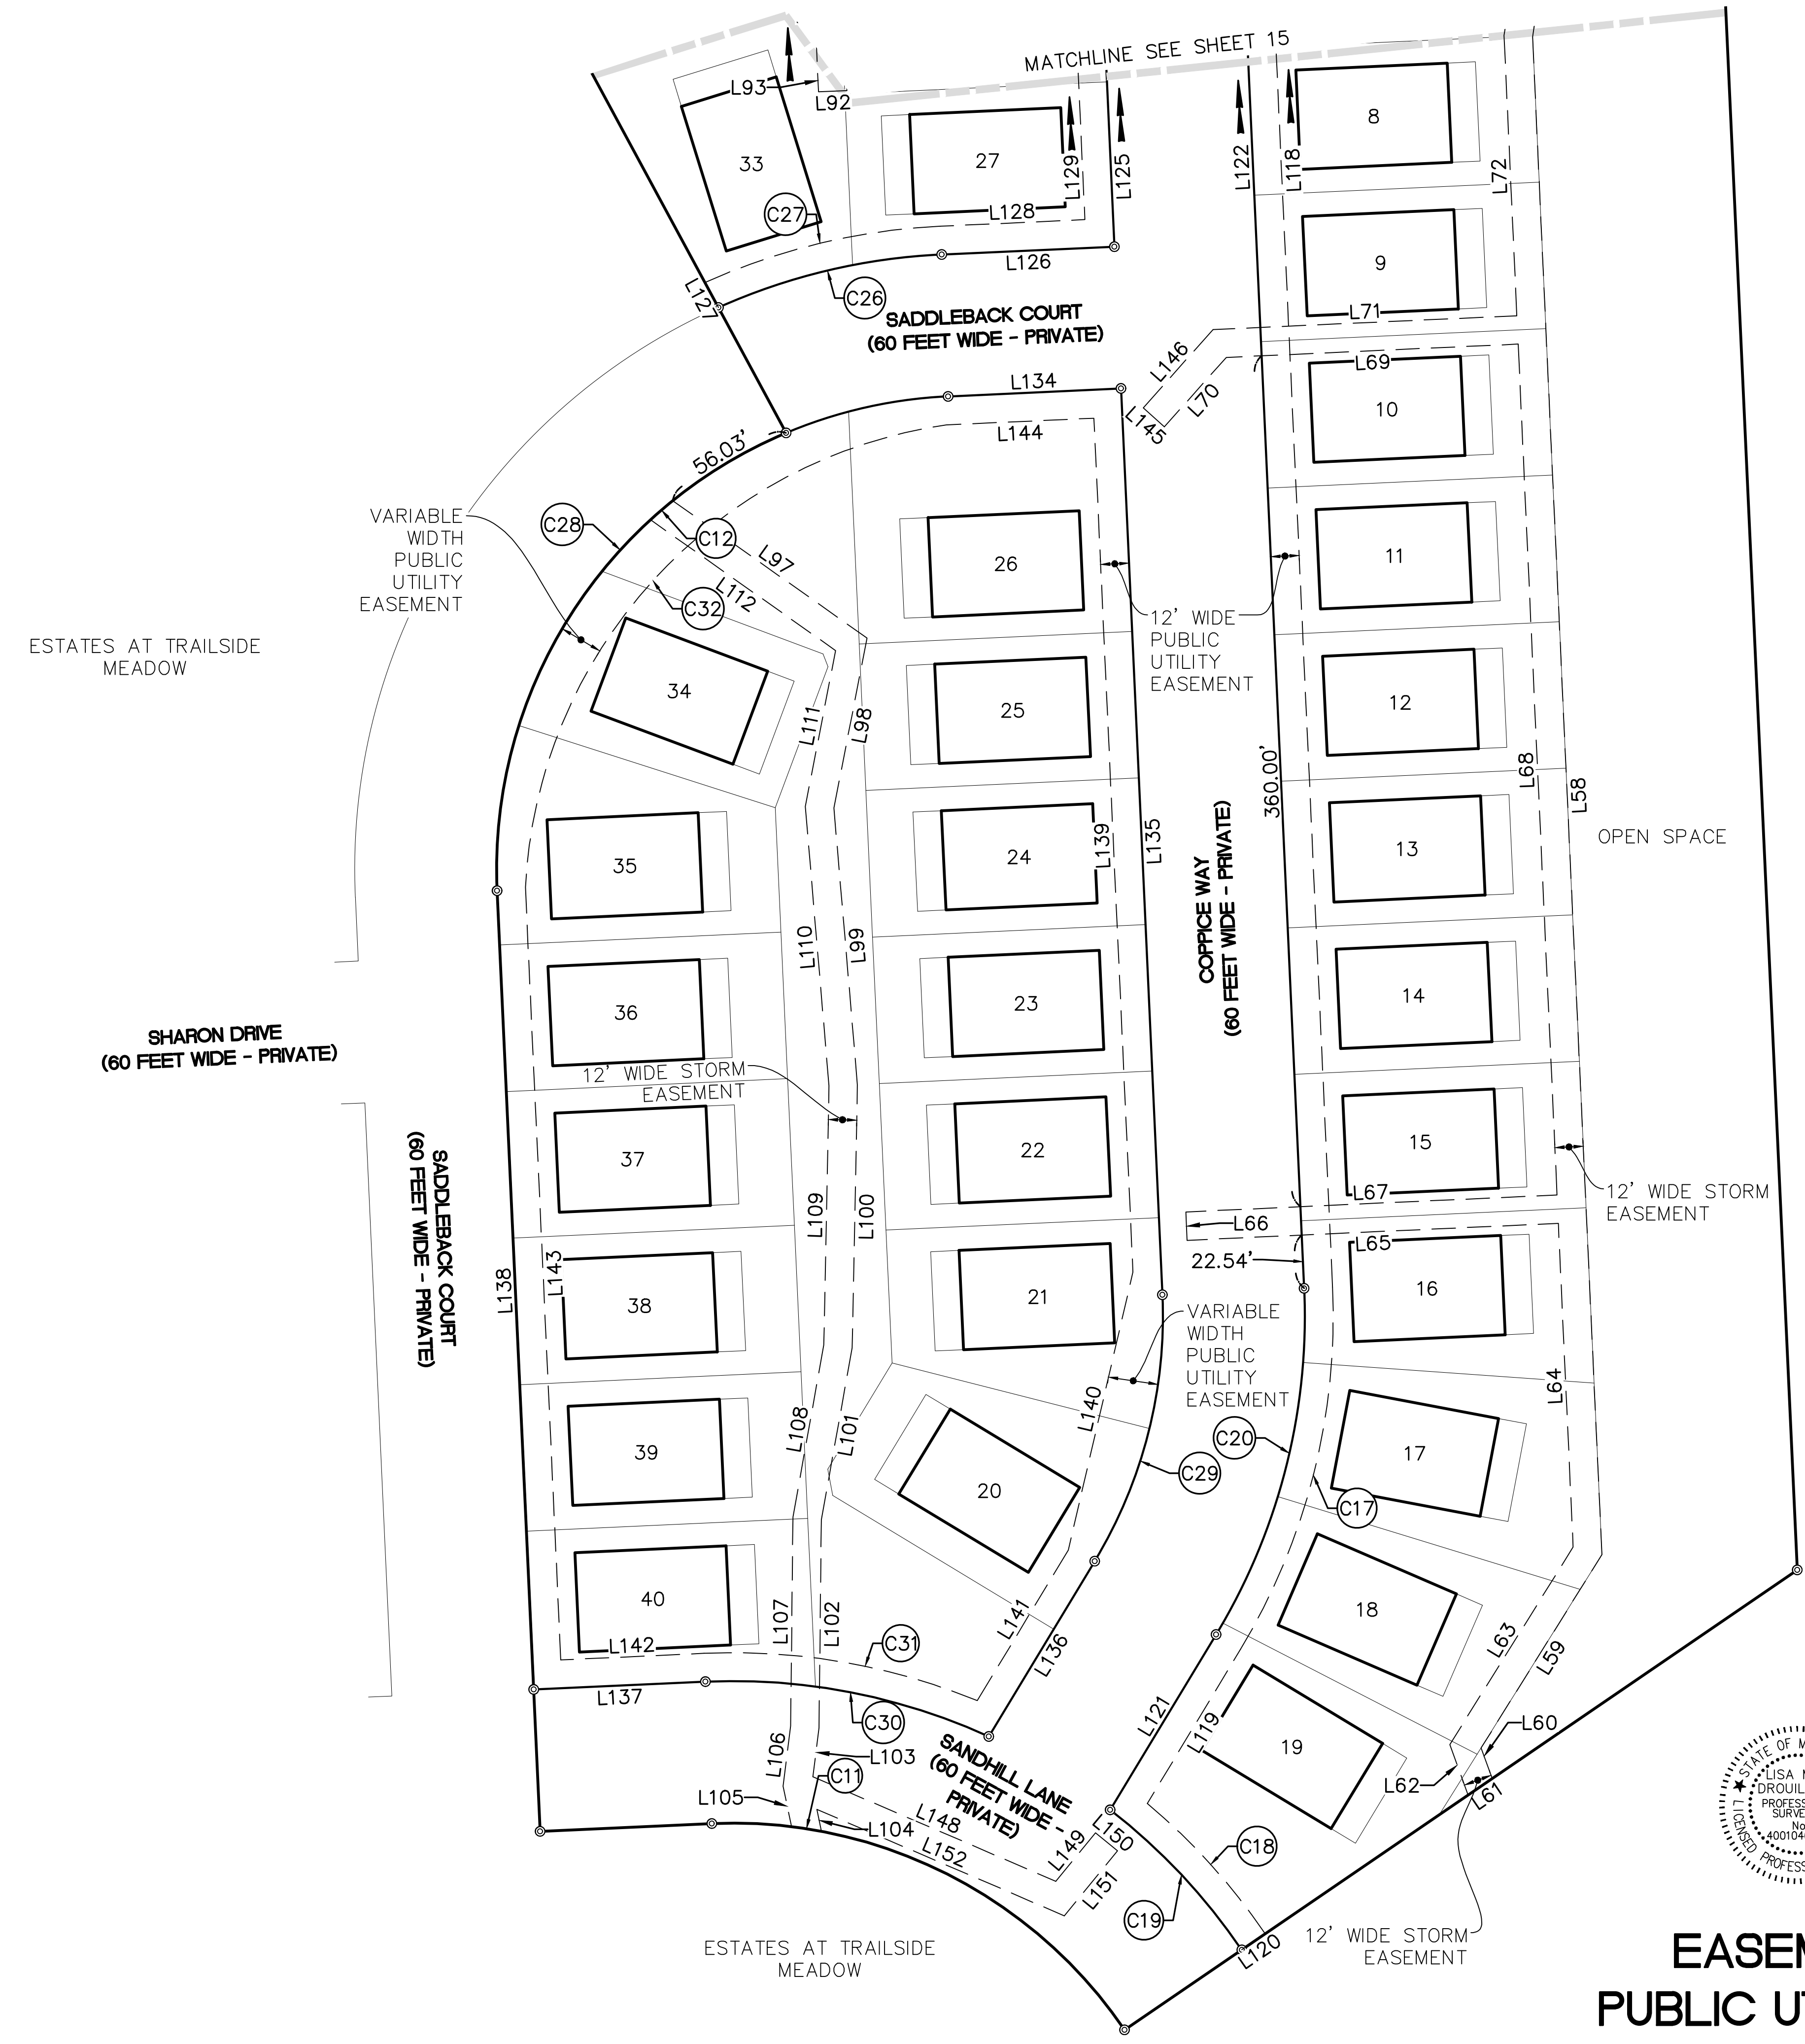 MATCHLINE SEE SHEET 15
L93
L92
33
27
L129
L125
L122
L118
8
L72
C27
L128
L126
C26
L127
SADDLEBACK COURT
(60 FEET WIDE - PRIVATE)
9
L71
L146
L70
L145
L69
10
L134
L144
56.03'
C28
C12
L97
L112
C32
VARIABLE
WIDTH
PUBLIC
UTILITY
EASEMENT
ESTATES AT TRAILSIDE
MEADOW
26
11
12' WIDE
PUBLIC
UTILITY
EASEMENT
34
25
12
L111
L98
360.00'
L68
L58
OPEN SPACE
35
24
L139
L135
13
COPPICE WAY
(60 FEET WIDE - PRIVATE)
L110
L99
23
14
36
SHARON DRIVE
(60 FEET WIDE - PRIVATE)
12' WIDE STORM
EASEMENT
SADDLEBACK COURT
(60 FEET WIDE - PRIVATE)
37
22
15
L109
L100
L67
L66
12' WIDE STORM
EASEMENT
L65
22.54'
L138
L143
38
21
16
VARIABLE
WIDTH
PUBLIC
UTILITY
EASEMENT
L64
L140
L108
L101
C20
39
17
C29
20
C17
40
18
L107
L102
L141
L136
L63
L59
L142
C31
L137
C30
L121
L119
19
L60
L62
L61
L106
L103
C11
L105
L104
SANDHILL LANE
(60 FEET WIDE -
PRIVATE)
L148
L152
L149
L150
L151
C18
C19
L120
12' WIDE STORM
EASEMENT
ESTATES AT TRAILSIDE
MEADOW
STATE OF
LISA
LICENSED
EASEM
PUBLIC UT